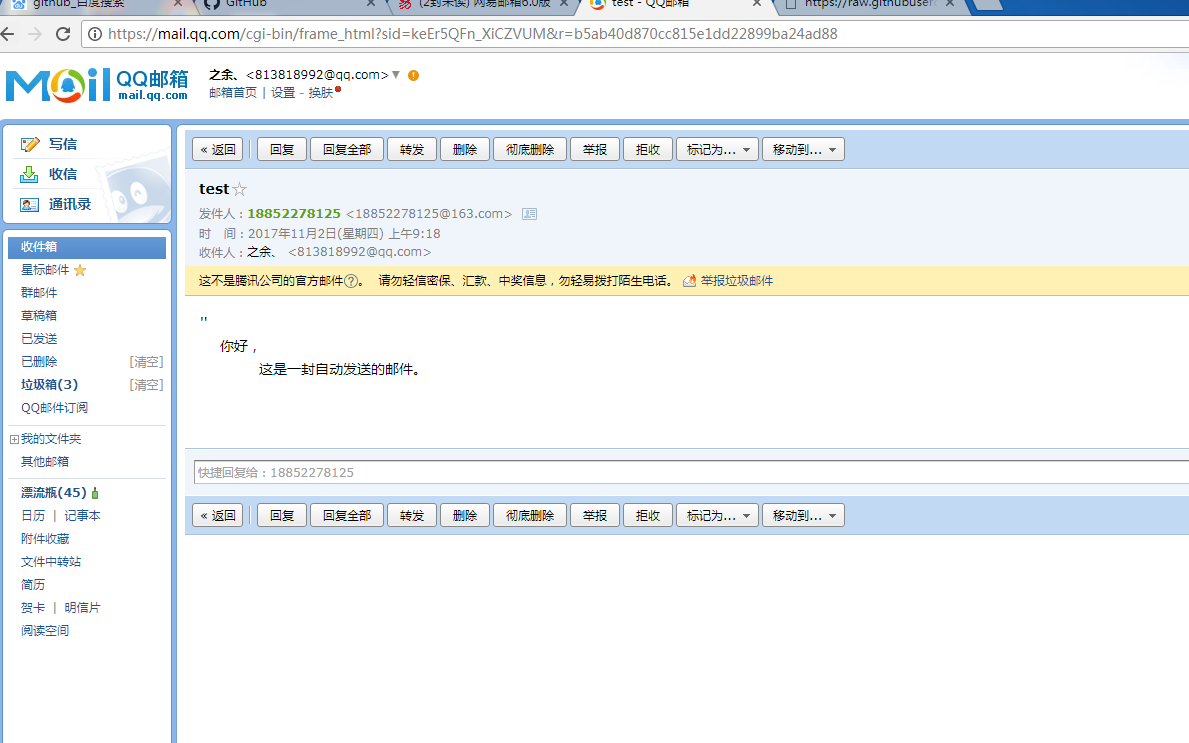 github_百度搜索
GitHub
(2封未读) 网易邮箱6.0版
test - QQ邮箱
https://raw.githubuser
https://mail.qq.com/cgi-bin/frame_html?sid=keEr5QFn_XiCZVUM&r=b5ab40d870cc815e1dd22899ba24ad88
Mail QQ邮箱
mail.qq.com
之余、<813818992@qq.com>
邮箱首页 | 设置 - 换肤
写信
收信
通讯录
收件箱
星标邮件
群邮件
草稿箱
已发送
已删除 [清空]
垃圾箱(3) [清空]
QQ邮件订阅
我的文件夹
其他邮箱
漂流瓶(45)
日历 | 记事本
附件收藏
文件中转站
简历
贺卡 | 明信片
阅读空间
« 返回 回复 回复全部 转发 删除 彻底删除 举报 拒收 标记为... 移动到...
test
发件人：18852278125 <18852278125@163.com>
时 间：2017年11月2日(星期四) 上午9:18
收件人：之余、 <813818992@qq.com>
这不是腾讯公司的官方邮件?。 请勿轻信密保、汇款、中奖信息，勿轻易拨打陌生电话。 举报垃圾邮件
"
你好，
这是一封自动发送的邮件。
快捷回复给：18852278125
« 返回 回复 回复全部 转发 删除 彻底删除 举报 拒收 标记为... 移动到...